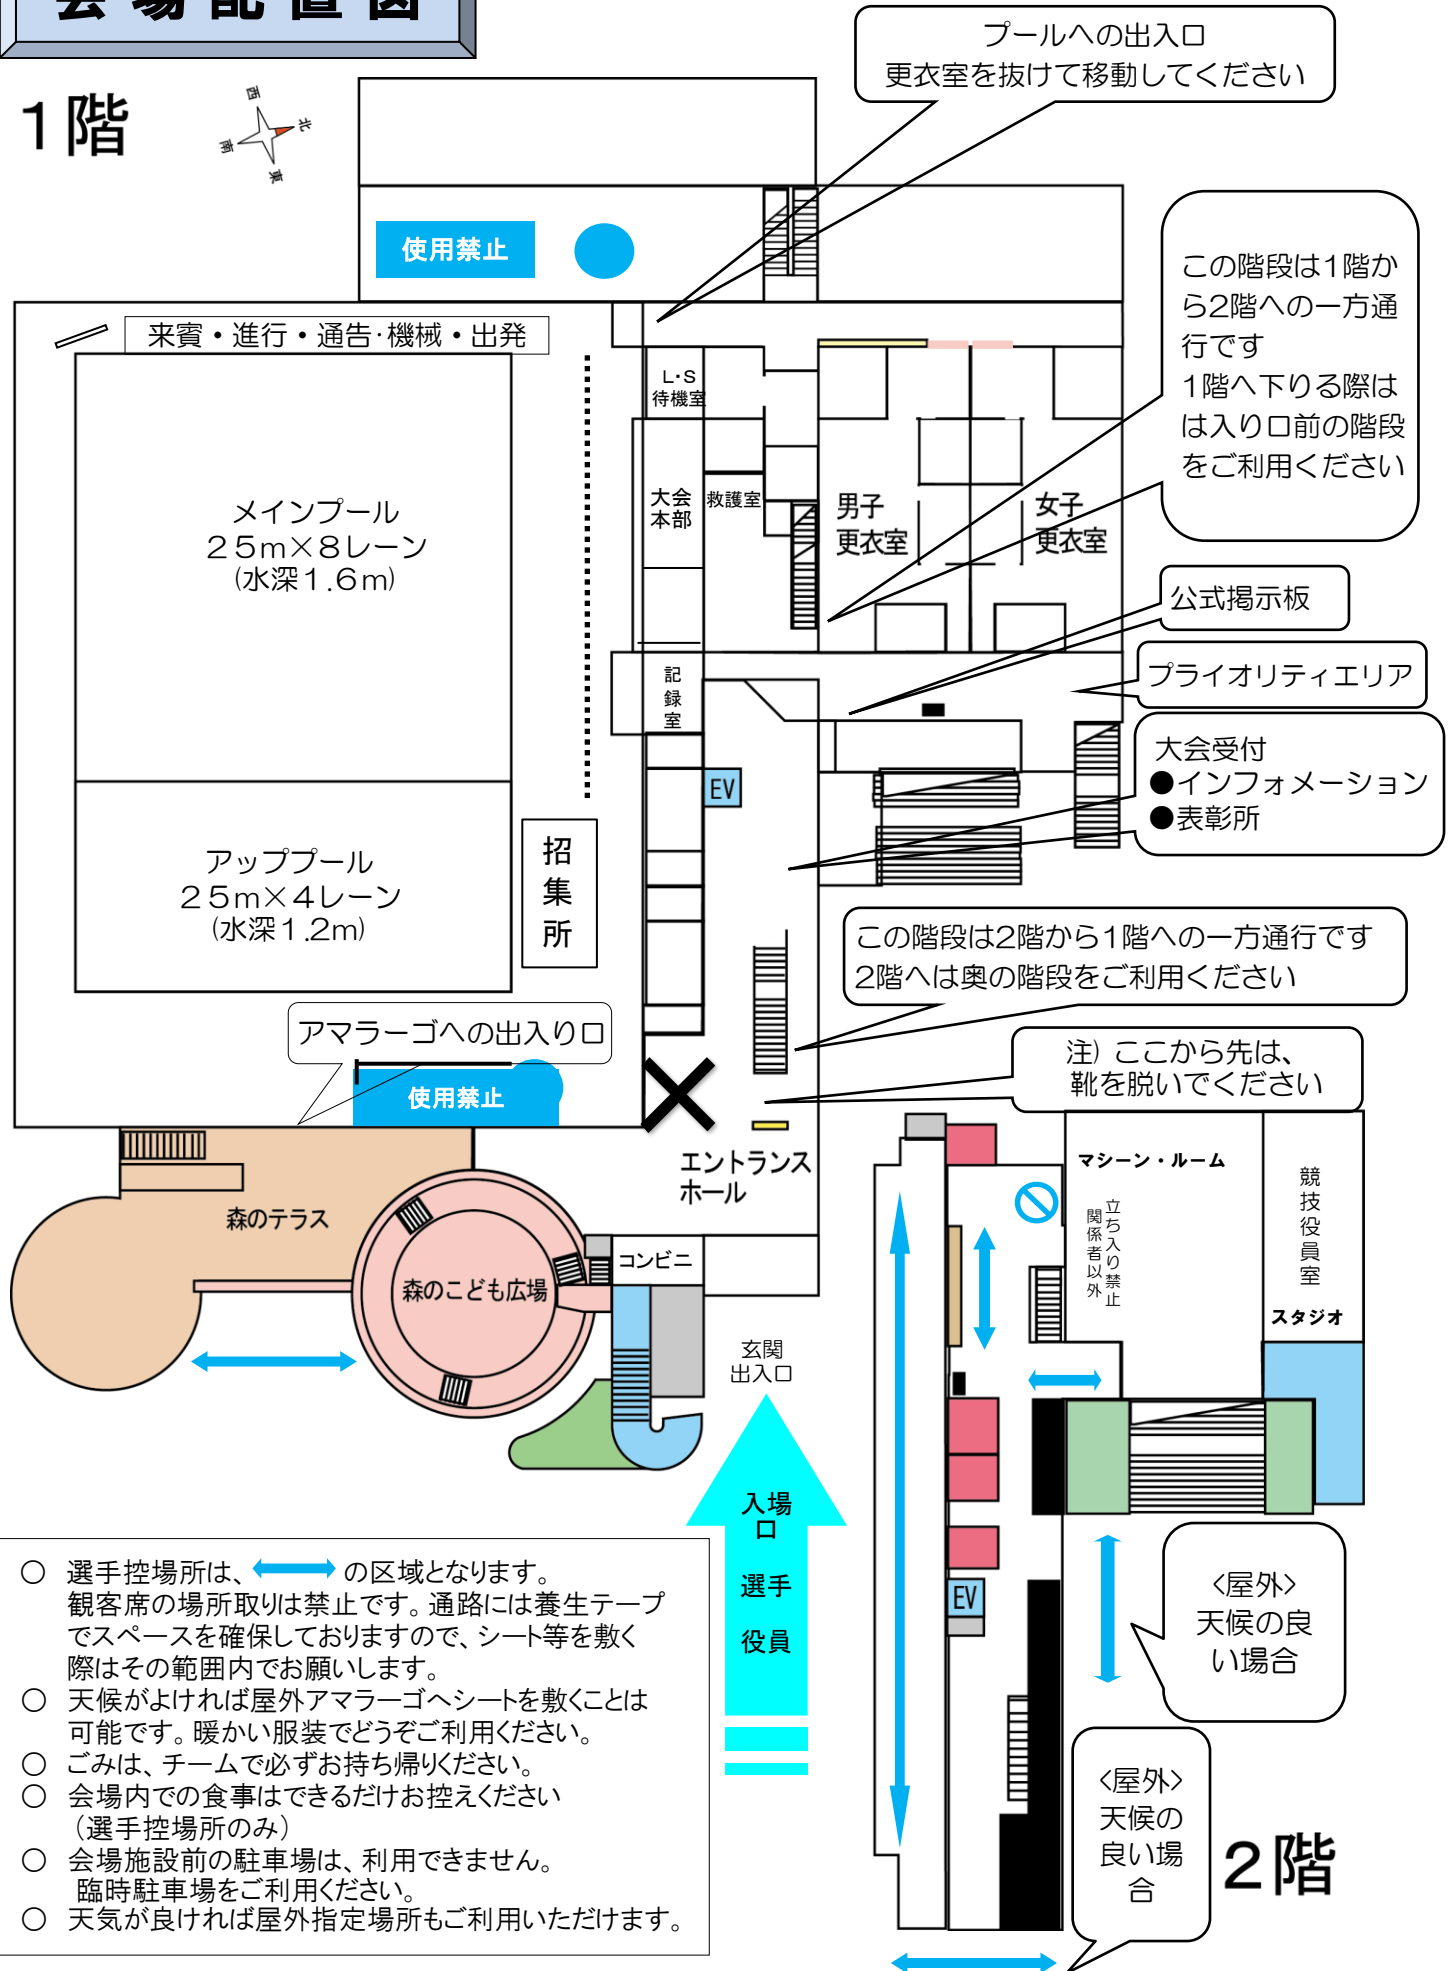 会場配置図
1階
西
北
南
東
プールへの出入口
更衣室を抜けて移動してください
使用禁止
この階段は1階か
ら2階への一方通
行です
1階へ下りる際は
は入り口前の階段
をご利用ください
来賓・進行・通告・機械・出発
L・S
待機室
メインプール
25m×8レーン
(水深1.6m)
大会
本部
救護室
男子
更衣室
女子
更衣室
公式掲示板
プライオリティエリア
記録室
大会受付
●インフォメーション
●表彰所
EV
アッププール
25m×4レーン
(水深1.2m)
招集所
この階段は2階から1階への一方通行です
2階へは奥の階段をご利用ください
アマラーゴへの出入り口
使用禁止
注) ここから先は、
靴を脱いでください
エントランス
ホール
マシーン・ルーム
立ち入り禁止
関係者以外
競技役員室
スタジオ
森のテラス
森のこども広場
コンビニ
玄関
出入口
入場
口
選手
役員
EV
<屋外>
天候の良
い場合
<屋外>
天候の
良い場
合
2階
○ 選手控場所は、 の区域となります。
観客席の場所取りは禁止です。通路には養生テープ
でスペースを確保しておりますので、シート等を敷く
際はその範囲内でお願いします。
○ 天候がよければ屋外アマラーゴへシートを敷くことは
可能です。暖かい服装でどうぞご利用ください。
○ ごみは、チームで必ずお持ち帰りください。
○ 会場内での食事はできるだけお控えください
（選手控場所のみ）
○ 会場施設前の駐車場は、利用できません。
臨時駐車場をご利用ください。
○ 天気が良ければ屋外指定場所もご利用いただけます。